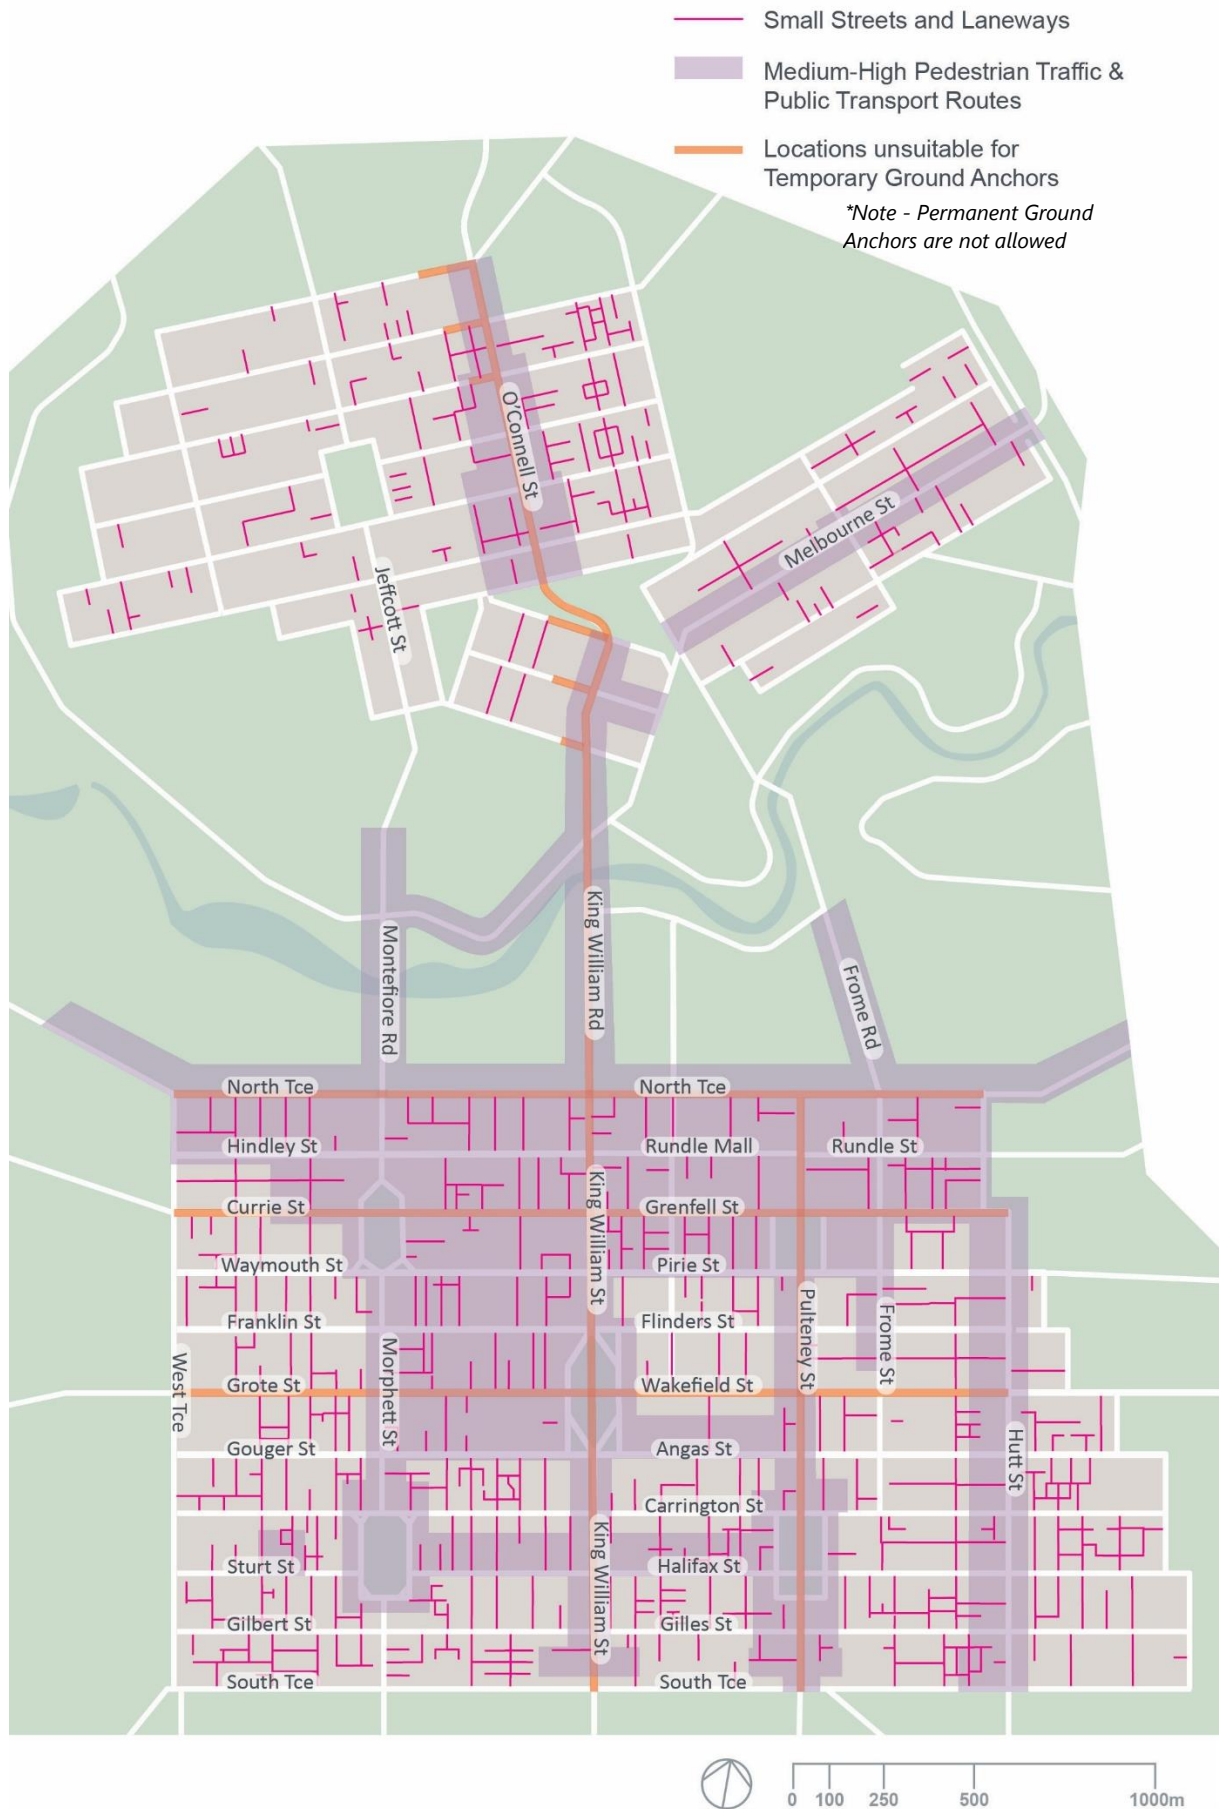 Small Streets and Laneways
Medium-High Pedestrian Traffic &
Public Transport Routes
Locations unsuitable for
Temporary Ground Anchors
*Note - Permanent Ground
Anchors are not allowed
O'Connell St
Melbourne St
Jeffcott St
King William Rd
Montefiore Rd
Frome Rd
North Tce
North Tce
Hindley St
Rundle Mall
Rundle St
King William St
Currie St
Grenfell St
Waymouth St
Pirie St
Pulteney St
Frome St
Franklin St
Flinders St
West Tce
Morphett St
Grote St
Wakefield St
Hutt St
Gouger St
Angas St
Carrington St
King William St
Sturt St
Halifax St
Gilbert St
Gilles St
South Tce
South Tce
0 100 250 500 1000m